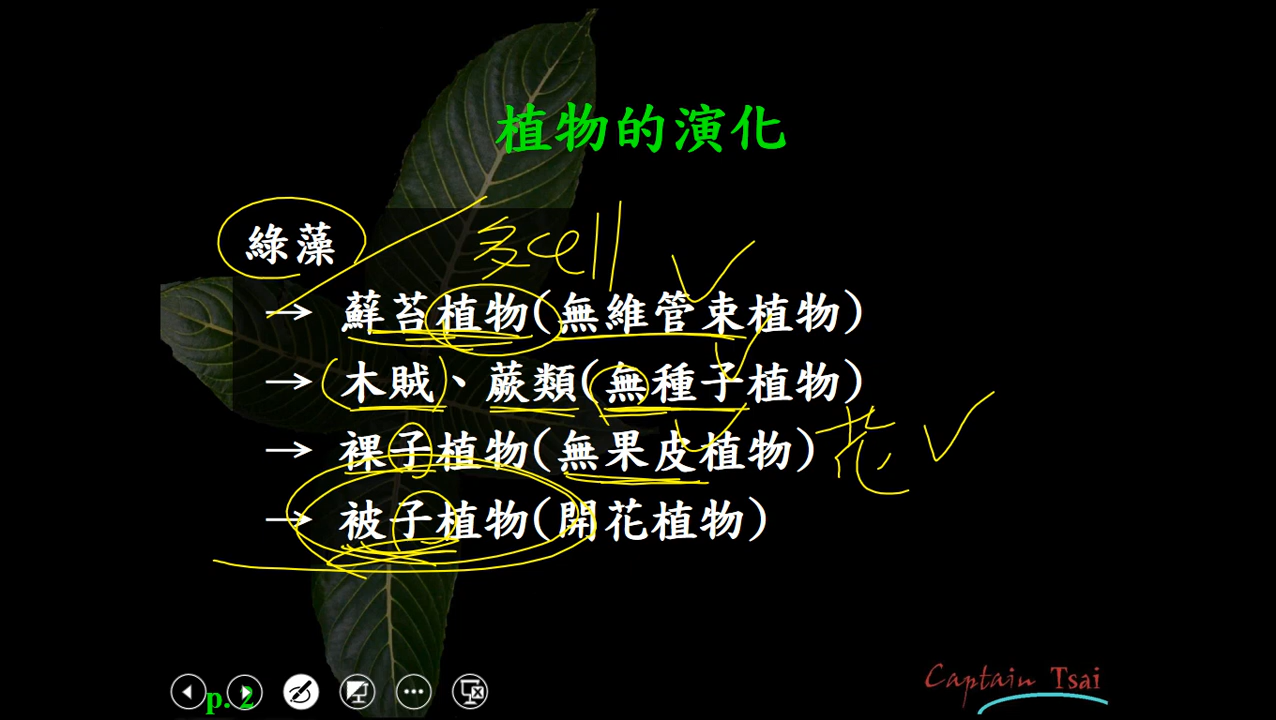 植物的演化
綠藻
多cell
→ 蘚苔植物(無維管束植物)
→ 木賊、蕨類(無種子植物)
→ 裸子植物(無果皮植物)
花
→ 被子植物(開花植物)
p. 2
Captain Tsai